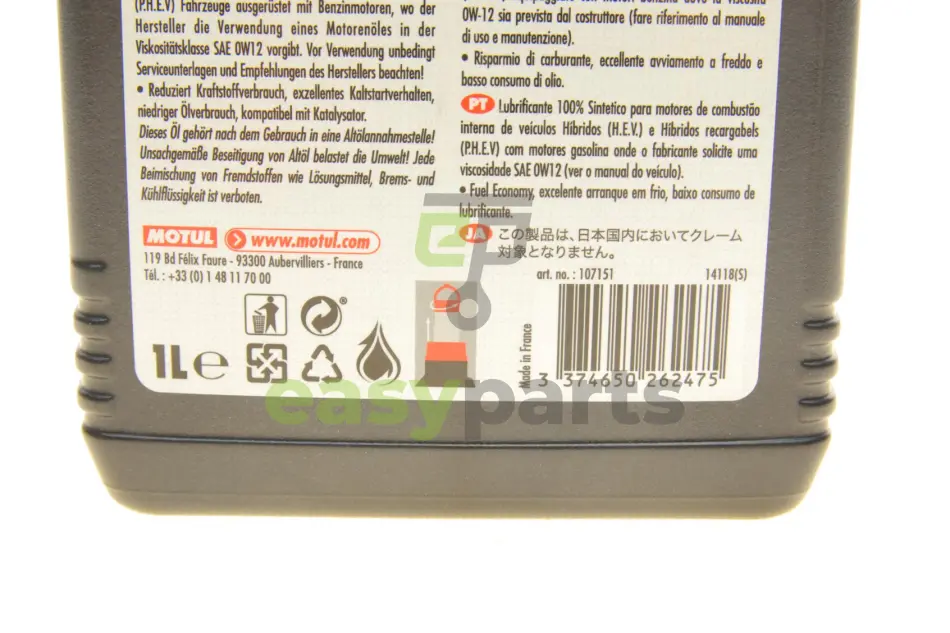 (P.H.E.V) Fahrzeuge ausgerüstet mit Benzinmotoren, wo der
Hersteller die Verwendung eines Motorenöles in der
Viskositätsklasse SAE 0W12 vorgibt. Vor Verwendung unbedingt
Serviceunterlagen und Empfehlungen des Herstellers beachten!
• Reduziert Kraftstoffverbrauch, exzellentes Kaltstartverhalten,
niedriger Ölverbrauch, kompatibel mit Katalysator.
Dieses Öl gehört nach dem Gebrauch in eine Altölannahmestelle!
Unsachgemäße Beseitigung von Altöl belastet die Umwelt! Jede
Beimischung von Fremdstoffen wie Lösungsmittel, Brems- und
Kühlflüssigkeit ist verboten.
0W-12 sia prevista dal costruttore (fare riferimento al manuale
di uso e manutenzione).
• Risparmio di carburante, eccellente avviamento a freddo e
basso consumo di olio.
PT Lubrificante 100% Sintetico para motores de combustão
interna de veículos Híbridos (H.E.V.) e Híbridos recargabels
(P.H.E.V) com motores gasolina onde o fabricante solicite uma
viscosidade SAE 0W12 (ver o manual do veículo).
• Fuel Economy, excelente arranque em frio, baixo consumo de
lubrificante.
JA この製品は、日本国内においてクレーム
対象となりません。
MOTUL www.motul.com
119 Bd Félix Faure - 93300 Aubervilliers - France
Tél. : +33 (0) 1 48 11 70 00
art. no. : 107151 14118(S)
1L e
Made in France
3 374650 262475
easyparts